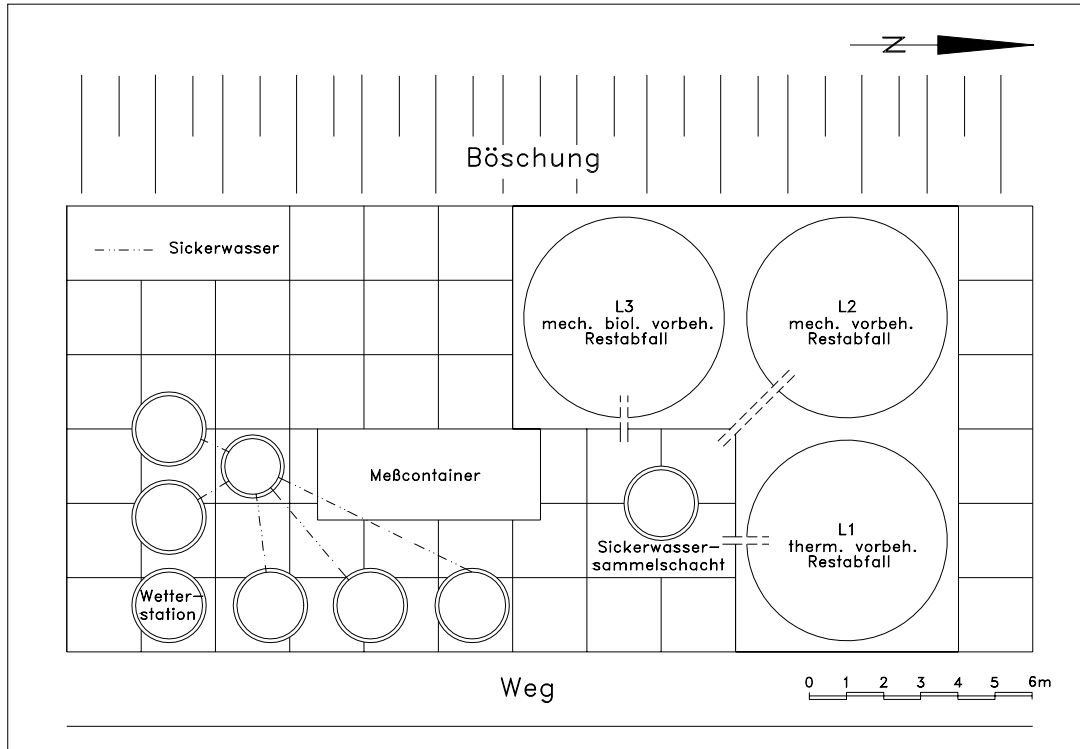 N
Böschung
Sickerwasser
L3
mech. biol. vorbeh.
Restabfall
L2
mech. vorbeh.
Restabfall
Meßcontainer
L1
therm. vorbeh.
Restabfall
Sickerwasser-
sammelschacht
Wetter-
station
Weg
0 1 2 3 4 5 6m